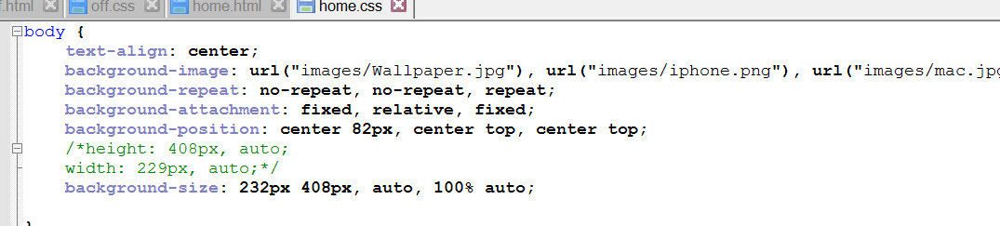 f.html off.css home.html home.css
body {
text-align: center;
background-image: url("images/Wallpaper.jpg"), url("images/iphone.png"), url("images/mac.jpg
background-repeat: no-repeat, no-repeat, repeat;
background-attachment: fixed, relative, fixed;
background-position: center 82px, center top, center top;
/*height: 408px, auto;
width: 229px, auto;*/
background-size: 232px 408px, auto, 100% auto;
}